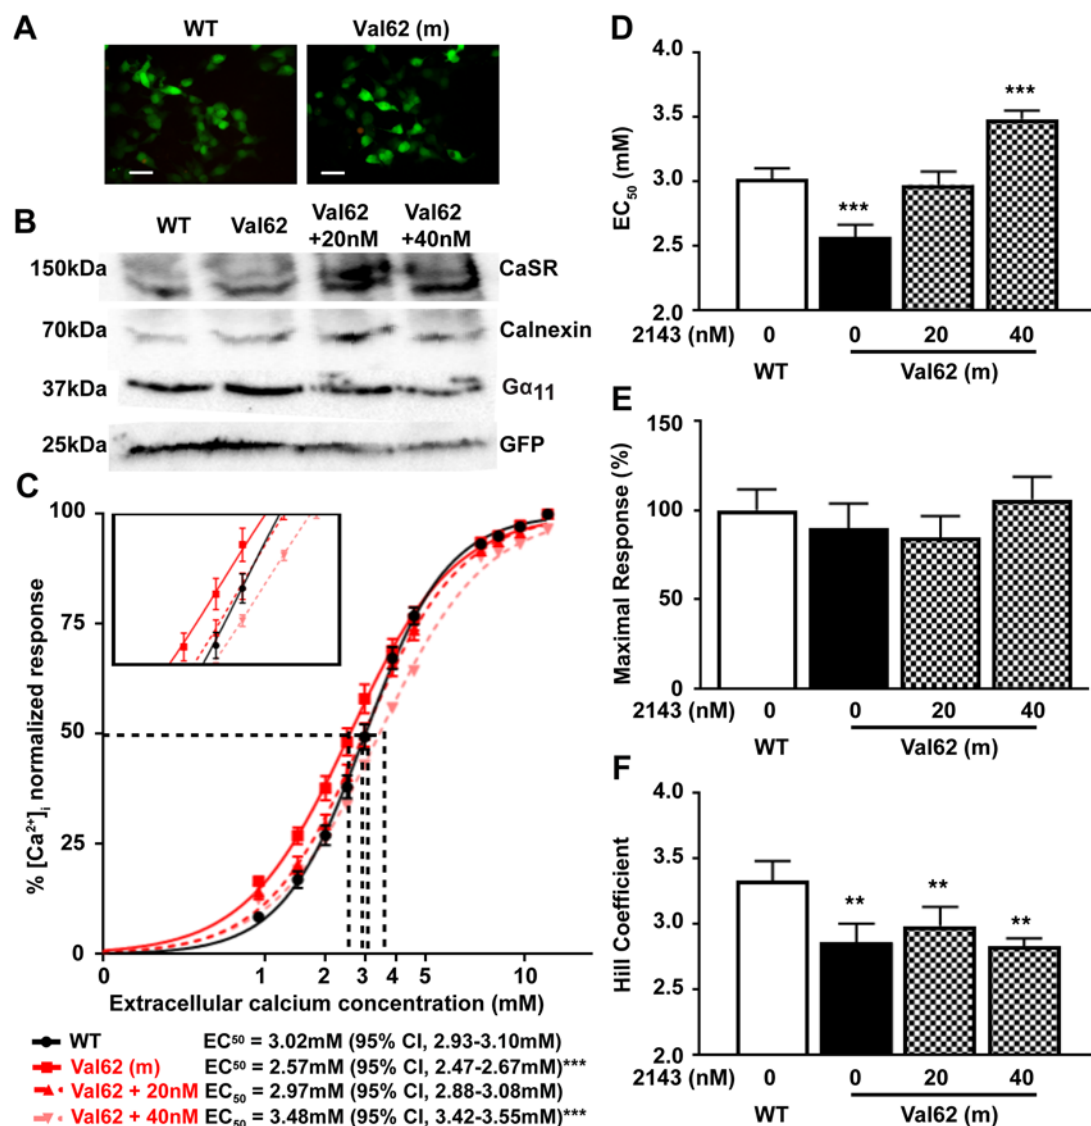 A
WT
Val62 (m)
B
WT
Val62
Val62
+20nM
Val62
+40nM
150kDa
CaSR
70kDa
Calnexin
37kDa
Gα11
25kDa
GFP
C
% [Ca²⁺]i normalized response
100
75
50
25
0
0
1
2
3
4
5
10
Extracellular calcium concentration (mM)
WT EC⁵⁰ = 3.02mM (95% CI, 2.93-3.10mM)
Val62 (m) EC⁵⁰ = 2.57mM (95% CI, 2.47-2.67mM)***
Val62 + 20nM EC₅₀ = 2.97mM (95% CI, 2.88-3.08mM)
Val62 + 40nM EC₅₀ = 3.48mM (95% CI, 3.42-3.55mM)***
D
EC₅₀ (mM)
4.0
3.5
3.0
2.5
2.0
***
***
2143 (nM) 0 0 20 40
WT Val62 (m)
E
Maximal Response (%)
150
100
50
0
2143 (nM) 0 0 20 40
WT Val62 (m)
F
Hill Coefficient
4.0
3.5
3.0
2.5
2.0
**
**
**
2143 (nM) 0 0 20 40
WT Val62 (m)